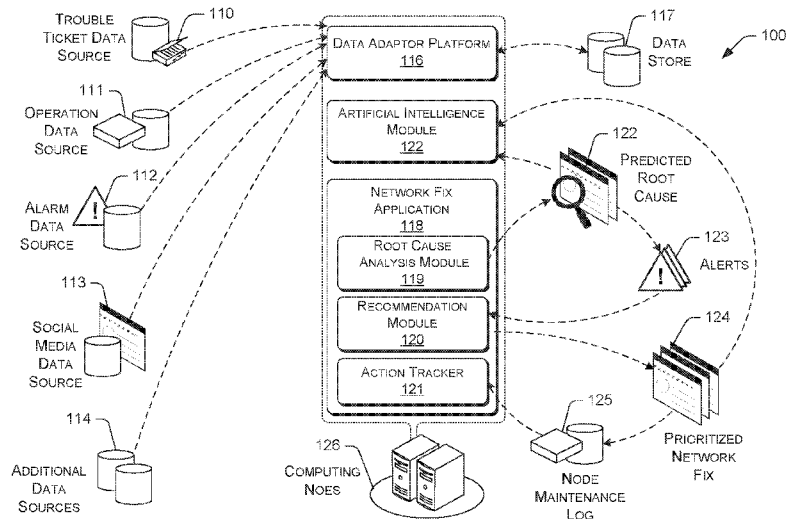 TROUBLE
TICKET DATA
SOURCE
110
111
OPERATION
DATA
SOURCE
112
!
ALARM
DATA
SOURCE
113
SOCIAL
MEDIA
DATA
SOURCE
114
ADDITIONAL
DATA
SOURCES
DATA ADAPTOR PLATFORM
116
ARTIFICIAL INTELLIGENCE
MODULE
122
NETWORK FIX
APPLICATION
118
ROOT CAUSE
ANALYSIS MODULE
119
RECOMMENDATION
MODULE
120
ACTION TRACKER
121
126
COMPUTING
NOES
117
DATA
STORE
100
122
PREDICTED
ROOT
CAUSE
123
!
ALERTS
124
PRIORITIZED
NETWORK
FIX
125
NODE
MAINTENANCE
LOG